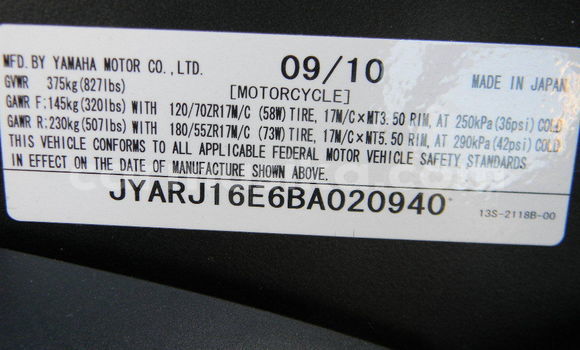 MFD. BY YAMAHA MOTOR CO., LTD. 09/10 MADE IN JAPAN
GVWR 375kg(827lbs) [MOTORCYCLE]
GAWR F:145kg(320lbs) WITH 120/70ZR17M/C (58W) TIRE, 17M/C×MT3.50 RIM, AT 250kPa(36psi) COLD
GAWR R:230kg(507lbs) WITH 180/55ZR17M/C (73W) TIRE, 17M/C×MT5.50 RIM, AT 290kPa(42psi) COLD
THIS VEHICLE CONFORMS TO ALL APPLICABLE FEDERAL MOTOR VEHICLE SAFETY STANDARDS
IN EFFECT ON THE DATE OF MANUFACTURE SHOWN ABOVE.
JYARJ16E6BA020940
13S-2118B-00